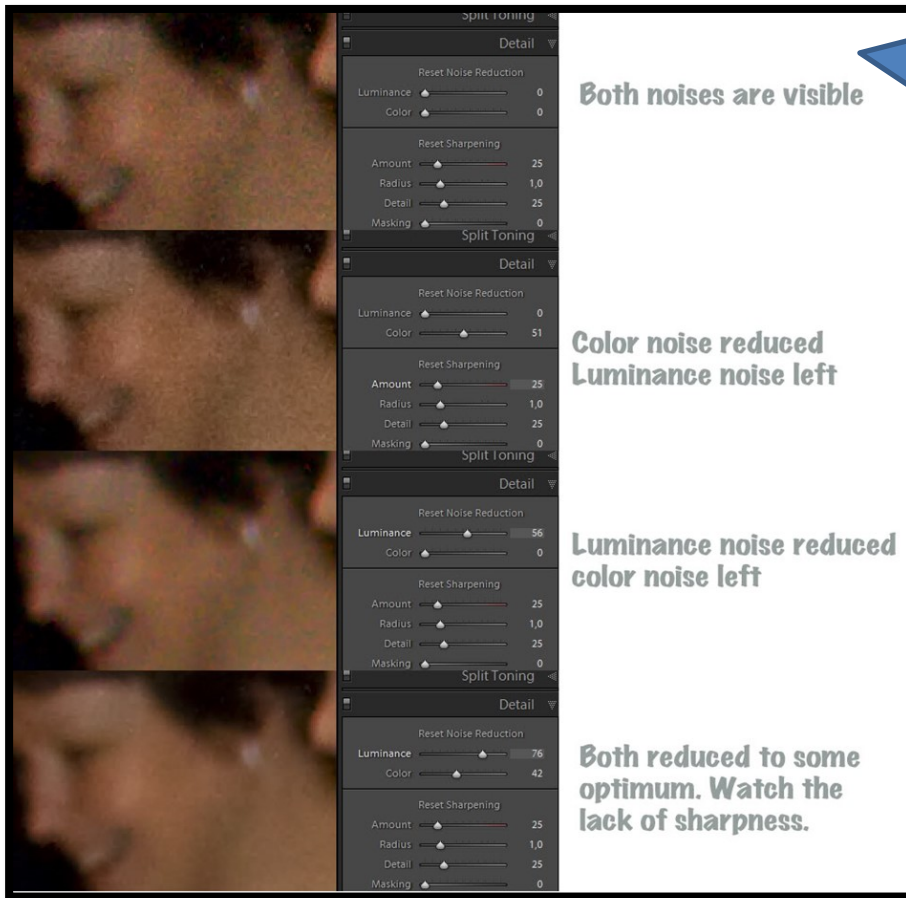 Split Toning
Detail
Reset Noise Reduction
Luminance 0
Color 0
Reset Sharpening
Amount 25
Radius 1,0
Detail 25
Masking 0
Both noises are visible
Split Toning
Detail
Reset Noise Reduction
Luminance 0
Color 51
Reset Sharpening
Amount 25
Radius 1,0
Detail 25
Masking 0
Color noise reduced
Luminance noise left
Split Toning
Detail
Reset Noise Reduction
Luminance 56
Color 0
Reset Sharpening
Amount 25
Radius 1,0
Detail 25
Masking 0
Luminance noise reduced
color noise left
Split Toning
Detail
Reset Noise Reduction
Luminance 76
Color 42
Reset Sharpening
Amount 25
Radius 1,0
Detail 25
Masking 0
Both reduced to some
optimum. Watch the
lack of sharpness.